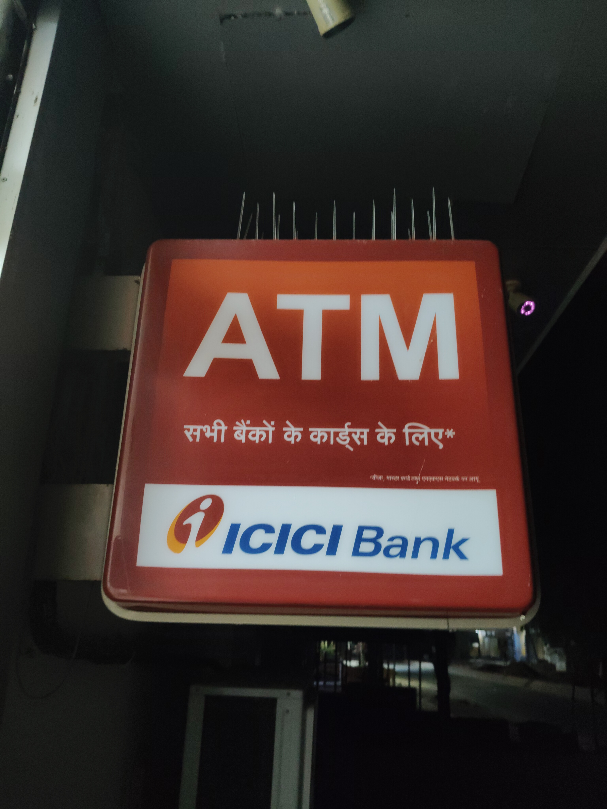 ATM
सभी बैंकों के कार्ड्स के लिए*
i ICICI Bank